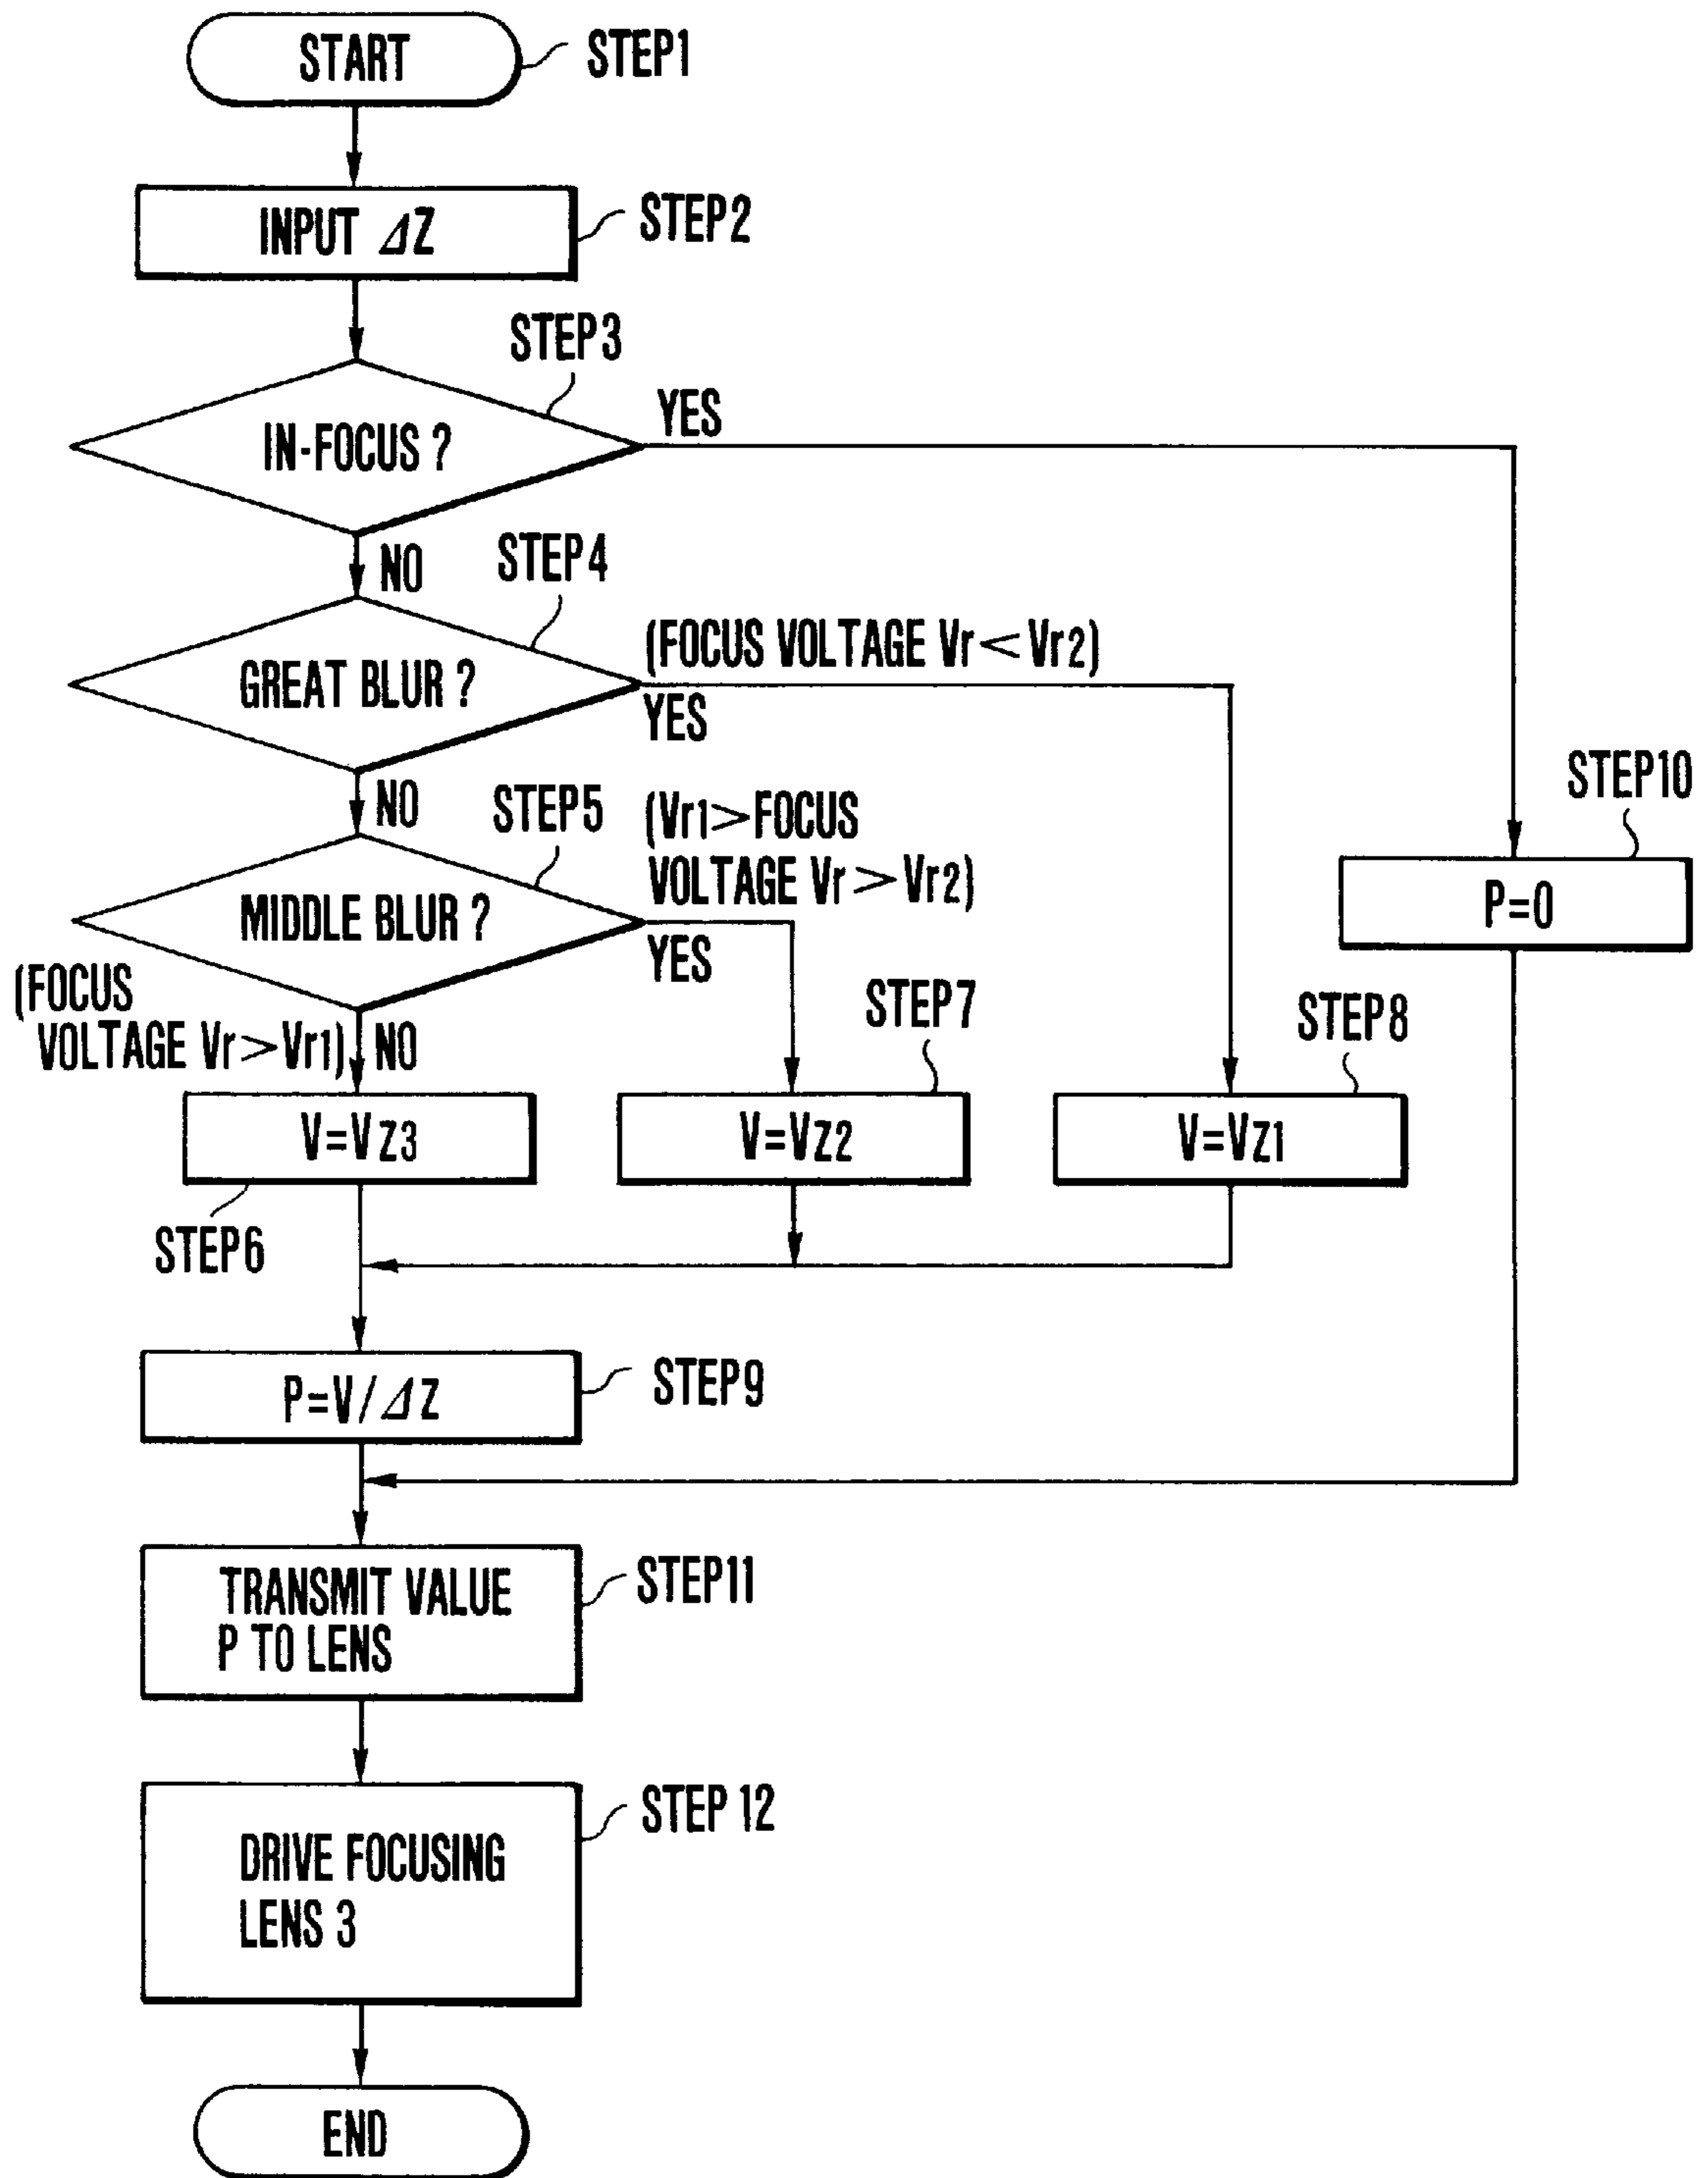 START
STEP1
INPUT ΔZ
STEP2
STEP3
IN-FOCUS ?
YES
NO
STEP4
GREAT BLUR ?
(FOCUS VOLTAGE Vr < Vr2)
YES
NO
STEP5
MIDDLE BLUR ?
(Vr1 > FOCUS
VOLTAGE Vr > Vr2)
YES
STEP10
P=0
(FOCUS
VOLTAGE Vr > Vr1)
NO
STEP7
STEP8
V=VZ3
V=VZ2
V=VZ1
STEP6
P=V/ΔZ
STEP9
TRANSMIT VALUE
P TO LENS
STEP11
DRIVE FOCUSING
LENS 3
STEP 12
END